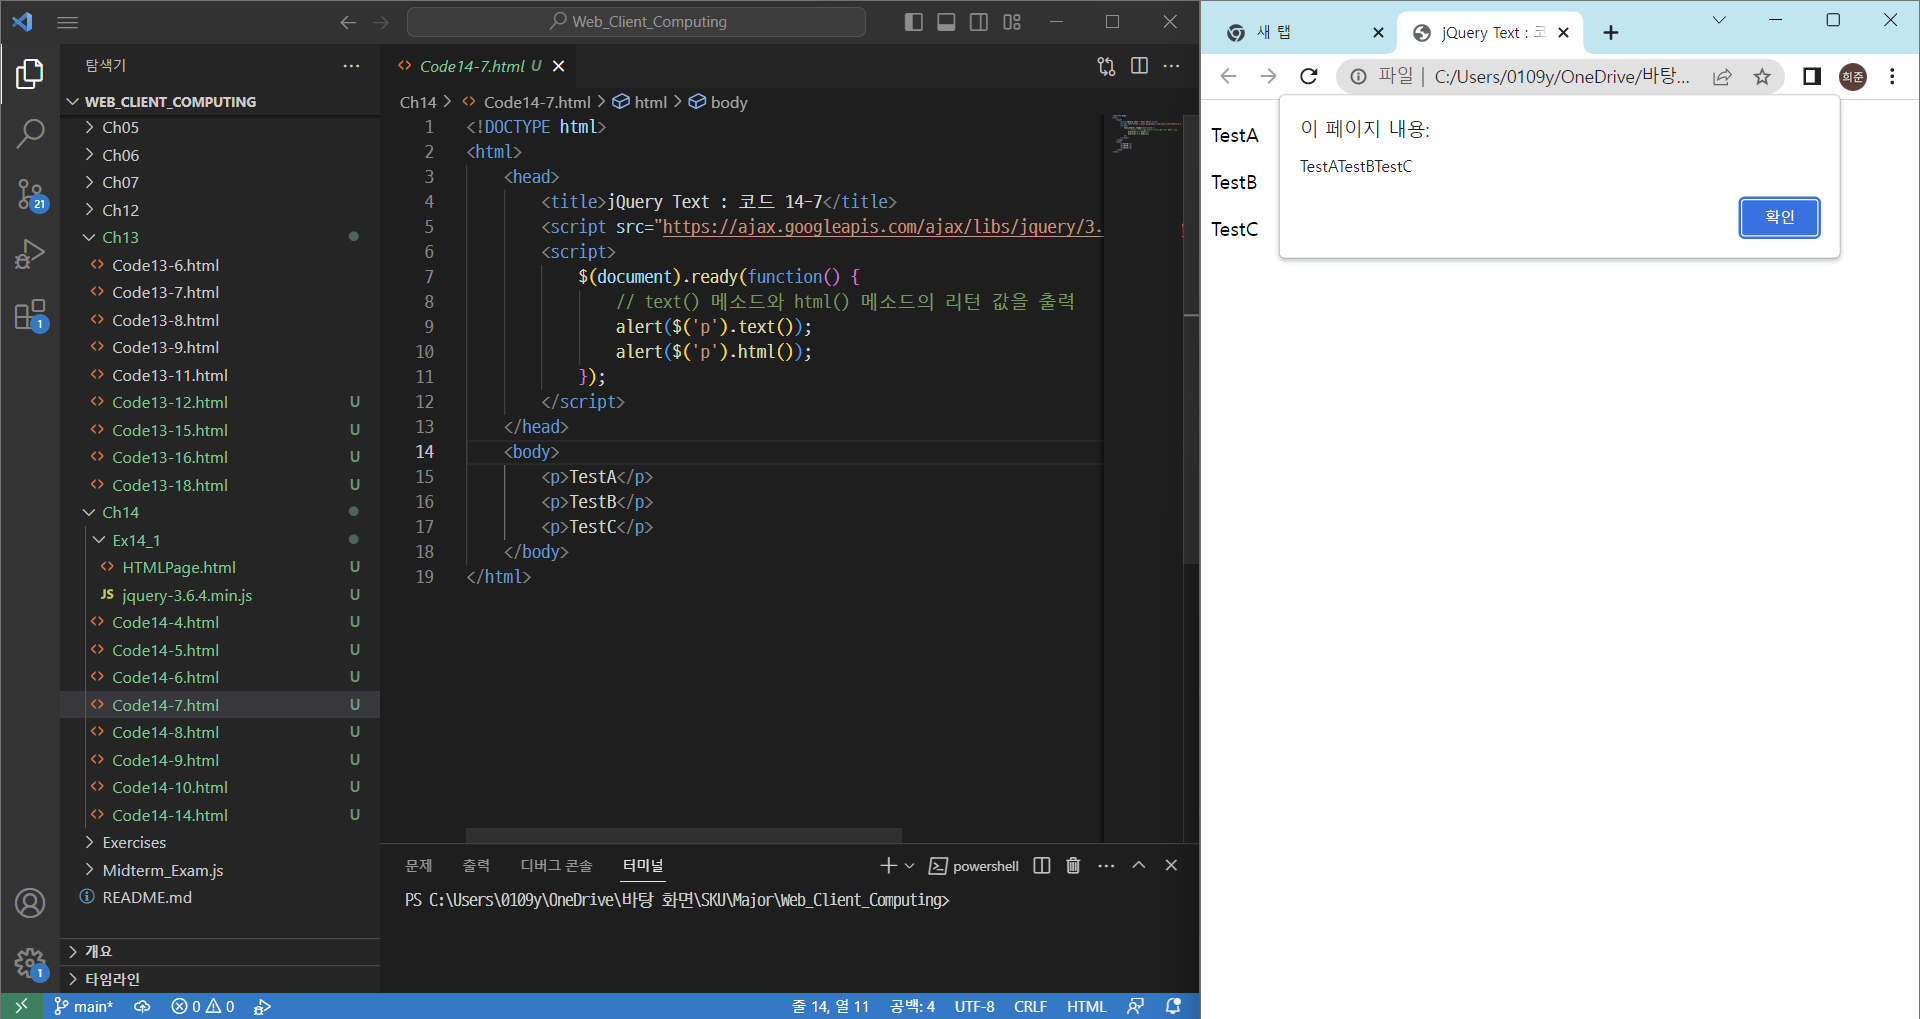 Web_Client_Computing
탐색기
WEB_CLIENT_COMPUTING
Ch05
Ch06
Ch07
Ch12
Ch13
Code13-6.html
Code13-7.html
Code13-8.html
Code13-9.html
Code13-11.html
Code13-12.html U
Code13-15.html U
Code13-16.html U
Code13-18.html U
Ch14
Ex14_1
HTMLPage.html U
JS jquery-3.6.4.min.js U
Code14-4.html U
Code14-5.html U
Code14-6.html U
Code14-7.html U
Code14-8.html U
Code14-9.html U
Code14-10.html U
Code14-14.html U
Exercises
Midterm_Exam.js
README.md
개요
타임라인
21
1
1
Code14-7.html U
Ch14 > Code14-7.html > html > body
1 <!DOCTYPE html>
2 <html>
3 <head>
4 <title>jQuery Text : 코드 14-7</title>
5 <script src="https://ajax.googleapis.com/ajax/libs/jquery/3.
6 <script>
7 $(document).ready(function() {
8 // text() 메소드와 html() 메소드의 리턴 값을 출력
9 alert($('p').text());
10 alert($('p').html());
11 });
12 </script>
13 </head>
14 <body>
15 <p>TestA</p>
16 <p>TestB</p>
17 <p>TestC</p>
18 </body>
19 </html>
문제 출력 디버그 콘솔 터미널
powershell
PS C:\Users\0109y\OneDrive\바탕 화면\SKU\Major\Web_Client_Computing>
main* 0 0
줄 14, 열 11 공백: 4 UTF-8 CRLF HTML
새 탭
jQuery Text : 코
파일 | C:/Users/0109y/OneDrive/바탕...
희준
TestA
TestB
TestC
이 페이지 내용:
TestATestBTestC
확인